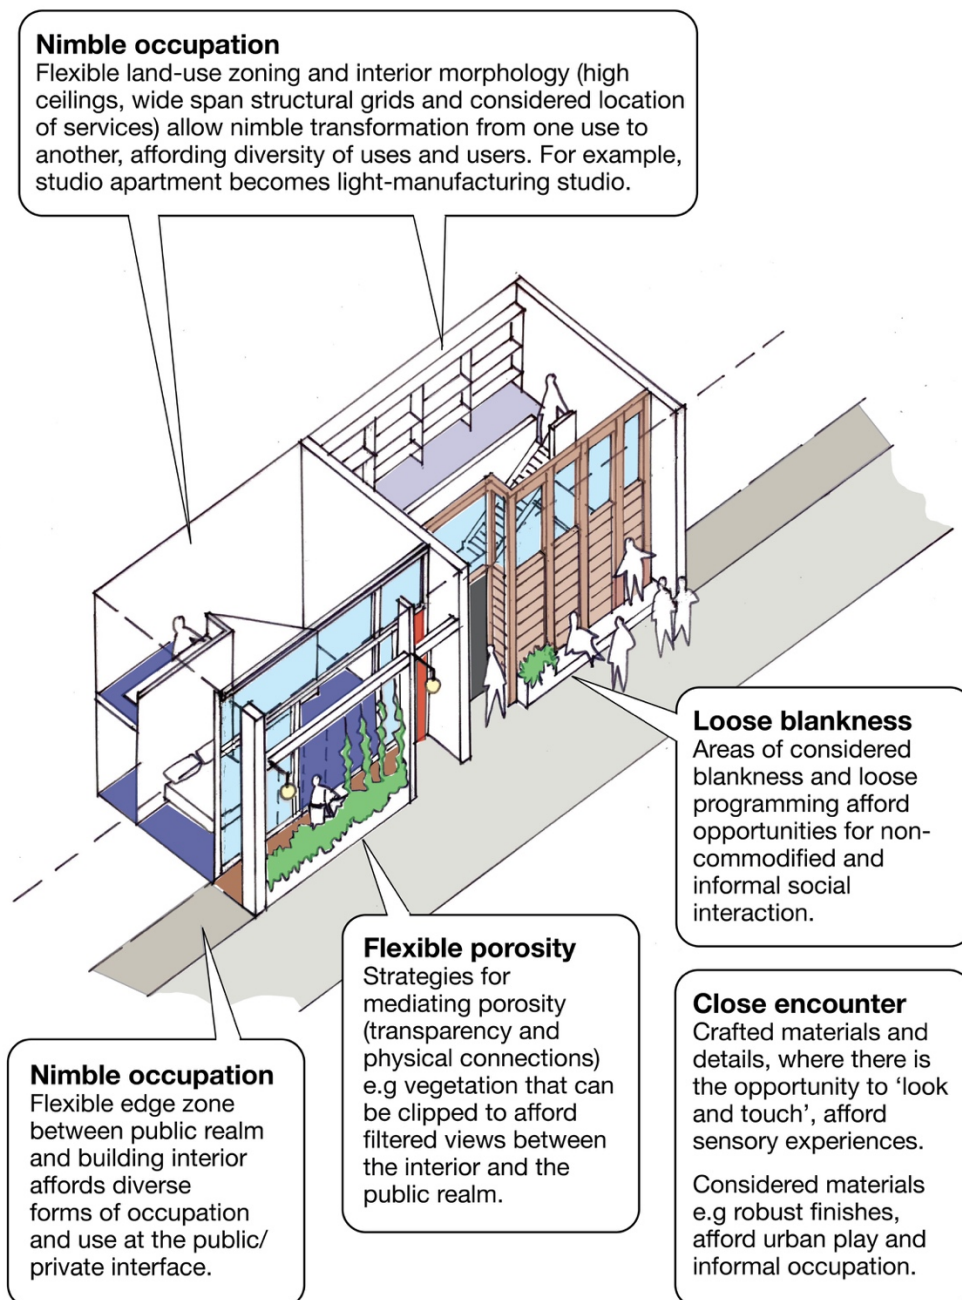 Nimble occupation
Flexible land-use zoning and interior morphology (high
ceilings, wide span structural grids and considered location
of services) allow nimble transformation from one use to
another, affording diversity of uses and users. For example,
studio apartment becomes light-manufacturing studio.
Loose blankness
Areas of considered
blankness and loose
programming afford
opportunities for non-
commodified and
informal social
interaction.
Flexible porosity
Strategies for
mediating porosity
(transparency and
physical connections)
e.g vegetation that can
be clipped to afford
filtered views between
the interior and the
public realm.
Close encounter
Crafted materials and
details, where there is
the opportunity to ‘look
and touch’, afford
sensory experiences.
Considered materials
e.g robust finishes,
afford urban play and
informal occupation.
Nimble occupation
Flexible edge zone
between public realm
and building interior
affords diverse
forms of occupation
and use at the public/
private interface.